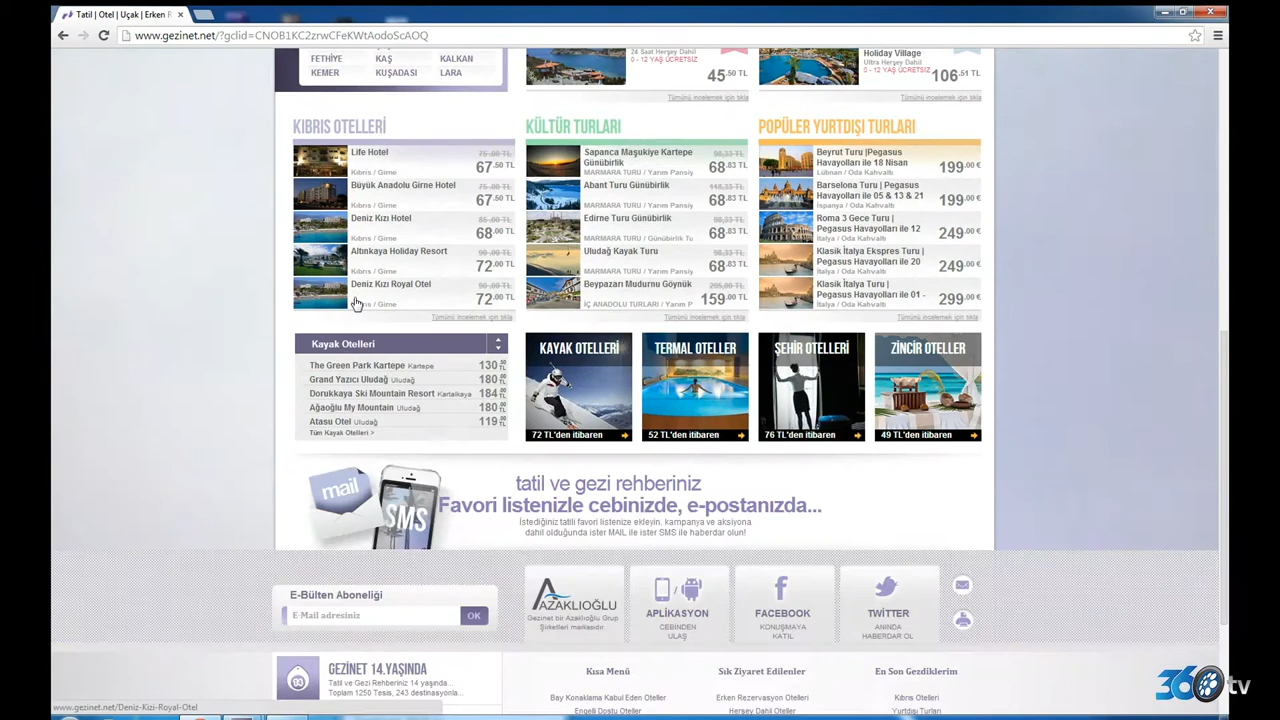 Tatil | Otel | Uçak | Erken R
www.gezinet.net/?gclid=CNOB1KC2zrwCFeKWtAodoScAOQ
FETHİYE KAŞ KALKAN
KEMER KUŞADASI LARA
24 Saat Herşey Dahil
0 - 12 YAŞ ÜCRETSİZ
45.50 TL
Tümünü incelemek için tıkla
Holiday Village
Ultra Herşey Dahil
0 - 12 YAŞ ÜCRETSİZ
106.51 TL
Tümünü incelemek için tıkla
KIBRIS OTELLERİ
Life Hotel 75.00 TL
67.50 TL
Kıbrıs / Girne
Büyük Anadolu Girne Hotel 75.00 TL
67.50 TL
Kıbrıs / Girne
Deniz Kızı Hotel 85.00 TL
68.00 TL
Kıbrıs / Girne
Altınkaya Holiday Resort 90.00 TL
72.00 TL
Kıbrıs / Girne
Deniz Kızı Royal Otel 90.00 TL
72.00 TL
/ Girne
Tümünü incelemek için tıkla
KÜLTÜR TURLARI
Sapanca Maşukiye Kartepe 98,33 TL
Günübirlik 68.83 TL
MARMARA TURU / Yarım Pansiy
Abant Turu Günübirlik 118,33 TL
68.83 TL
MARMARA TURU / Yarım Pansiy
Edirne Turu Günübirlik 98,33 TL
68.83 TL
MARMARA TURU / Günübirlik Tu
Uludağ Kayak Turu 98,33 TL
68.83 TL
MARMARA TURU / Yarım Pansiy
Beypazarı Mudurnu Göynük
159.00 TL
İÇ ANADOLU TURLARI / Yarım P
Tümünü incelemek için tıkla
POPÜLER YURTDIŞI TURLARI
Beyrut Turu |Pegasus
Havayolları ile 18 Nisan 199.00 €
Lübnan / Oda Kahvaltı
Barselona Turu | Pegasus
Havayolları ile 05 & 13 & 21 199.00 €
İspanya / Oda Kahvaltı
Roma 3 Gece Turu |
Pegasus Havayolları ile 12 249.00 €
İtalya / Oda Kahvaltı
Klasik İtalya Ekspres Turu |
Pegasus Havayolları ile 20 249.00 €
İtalya / Oda Kahvaltı
Klasik İtalya Turu |
Pegasus Havayolları ile 01 - 299.00 €
İtalya / Oda Kahvaltı
Tümünü incelemek için tıkla
Kayak Otelleri
The Green Park Kartepe Kartepe 130.50 TL
Grand Yazıcı Uludağ Uludağ 180 TL
Dorukkaya Ski Mountain Resort Kartalkaya 184 TL
Ağaoğlu My Mountain Uludağ 180 TL
Atasu Otel Uludağ 119 TL
Tüm Kayak Otelleri >
KAYAK OTELLERİ
72 TL'den itibaren
TERMAL OTELLER
52 TL'den itibaren
ŞEHİR OTELLERİ
76 TL'den itibaren
ZİNCİR OTELLER
49 TL'den itibaren
mail
SMS
tatil ve gezi rehberiniz
Favori listenizle cebinizde, e-postanızda...
İstediğiniz tatili favori listenize ekleyin, kampanya ve aksiyona
dahil olduğunda ister MAIL ile ister SMS ile haberdar olun!
E-Bülten Aboneliği
E-Mail adresiniz OK
AZAKLIOĞLU
Gezinet bir Azaklıoğlu Grup
Şirketleri markasıdır.
APLİKASYON
CEBİNDEN
ULAŞ
FACEBOOK
KONUŞMAYA
KATIL
TWİTTER
ANINDA
HABERDAR OL
GEZİNET 14.YAŞINDA
Tatil ve Gezi Rehberiniz 14 yaşında...
Toplam 1250 Tesis, 243 destinasyonla...
Kısa Menü
Bay Konaklama Kabul Eden Oteller
Engelli Dostu Oteller
Sık Ziyaret Edilenler
Erken Rezervasyon Otelleri
Herşey Dahil Oteller
En Son Gezdiklerim
Kıbrıs Otelleri
Yurtdışı Turları
www.gezinet.net/Deniz-Kizi-Royal-Otel
360 tv